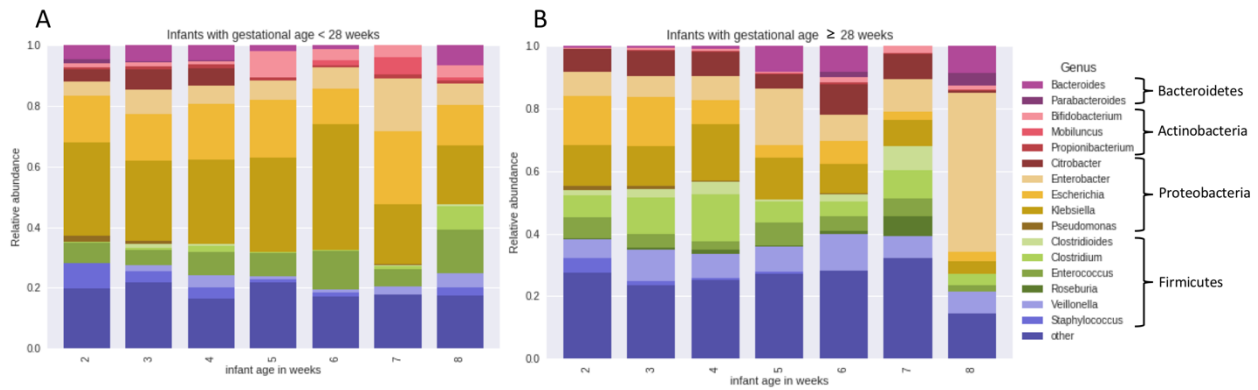 A
Infants with gestational age < 28 weeks
1.0
0.8
0.6
0.4
0.2
0.0
Relative abundance
2
3
4
5
6
7
8
infant age in weeks
B
Infants with gestational age ≥ 28 weeks
1.0
0.8
0.6
0.4
0.2
0.0
Relative abundance
2
3
4
5
6
7
8
infant age in weeks
Genus
Bacteroides
Parabacteroides
Bifidobacterium
Mobiluncus
Propionibacterium
Citrobacter
Enterobacter
Escherichia
Klebsiella
Pseudomonas
Clostridioides
Clostridium
Enterococcus
Roseburia
Veillonella
Staphylococcus
other
Bacteroidetes
Actinobacteria
Proteobacteria
Firmicutes